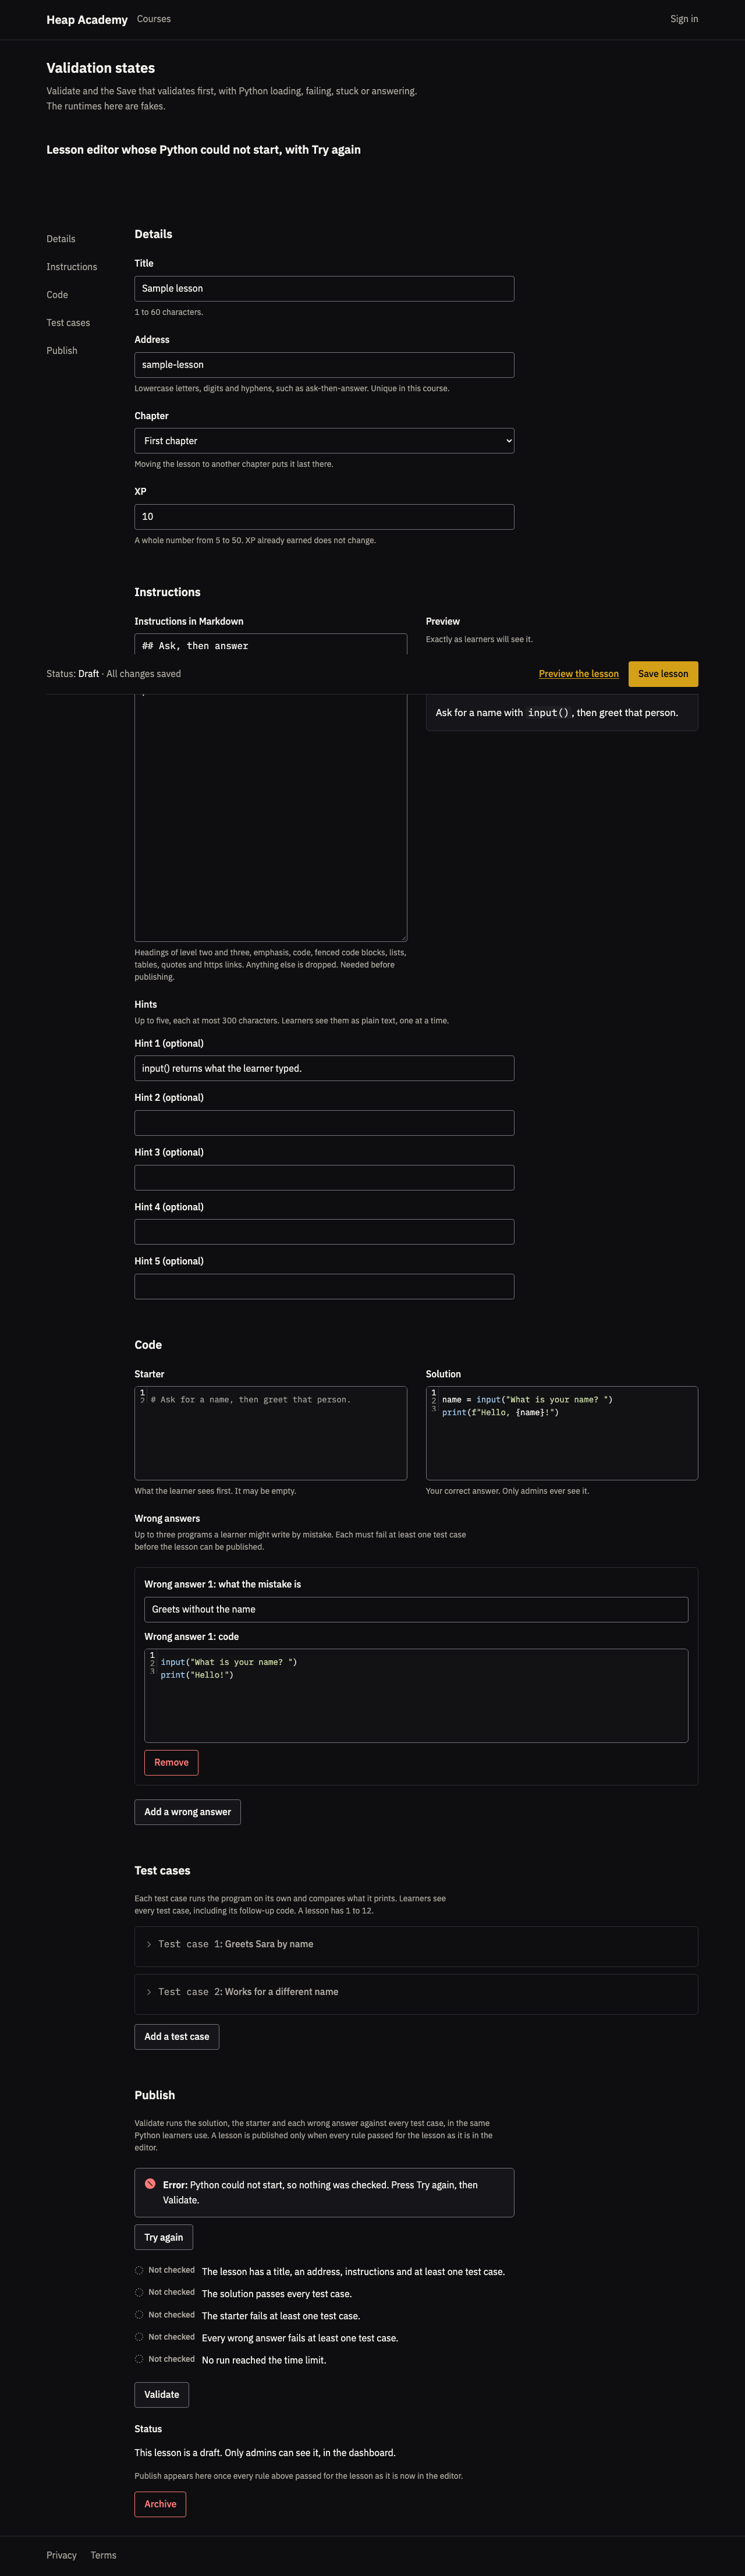 Heap Academy Courses Sign in
Validation states
Validate and the Save that validates first, with Python loading, failing, stuck or answering.
The runtimes here are fakes.
Lesson editor whose Python could not start, with Try again
Details
Instructions
Code
Test cases
Publish
Details
Title
Sample lesson
1 to 60 characters.
Address
sample-lesson
Lowercase letters, digits and hyphens, such as ask-then-answer. Unique in this course.
Chapter
First chapter
Moving the lesson to another chapter puts it last there.
XP
10
A whole number from 5 to 50. XP already earned does not change.
Instructions
Instructions in Markdown
## Ask, then answer
Preview
Exactly as learners will see it.
Status: Draft · All changes saved
Preview the lesson
Save lesson
Ask for a name with input(), then greet that person.
Headings of level two and three, emphasis, code, fenced code blocks, lists,
tables, quotes and https links. Anything else is dropped. Needed before
publishing.
Hints
Up to five, each at most 300 characters. Learners see them as plain text, one at a time.
Hint 1 (optional)
input() returns what the learner typed.
Hint 2 (optional)
Hint 3 (optional)
Hint 4 (optional)
Hint 5 (optional)
Code
Starter
1
2
# Ask for a name, then greet that person.
What the learner sees first. It may be empty.
Solution
1
2
3
name = input("What is your name? ")
print(f"Hello, {name}!")
Your correct answer. Only admins ever see it.
Wrong answers
Up to three programs a learner might write by mistake. Each must fail at least one test case
before the lesson can be published.
Wrong answer 1: what the mistake is
Greets without the name
Wrong answer 1: code
1
2
3
input("What is your name? ")
print("Hello!")
Remove
Add a wrong answer
Test cases
Each test case runs the program on its own and compares what it prints. Learners see
every test case, including its follow-up code. A lesson has 1 to 12.
Test case 1: Greets Sara by name
Test case 2: Works for a different name
Add a test case
Publish
Validate runs the solution, the starter and each wrong answer against every test case, in the same
Python learners use. A lesson is published only when every rule passed for the lesson as it is in the
editor.
Error: Python could not start, so nothing was checked. Press Try again, then
Validate.
Try again
Not checked The lesson has a title, an address, instructions and at least one test case.
Not checked The solution passes every test case.
Not checked The starter fails at least one test case.
Not checked Every wrong answer fails at least one test case.
Not checked No run reached the time limit.
Validate
Status
This lesson is a draft. Only admins can see it, in the dashboard.
Publish appears here once every rule above passed for the lesson as it is now in the editor.
Archive
Privacy Terms